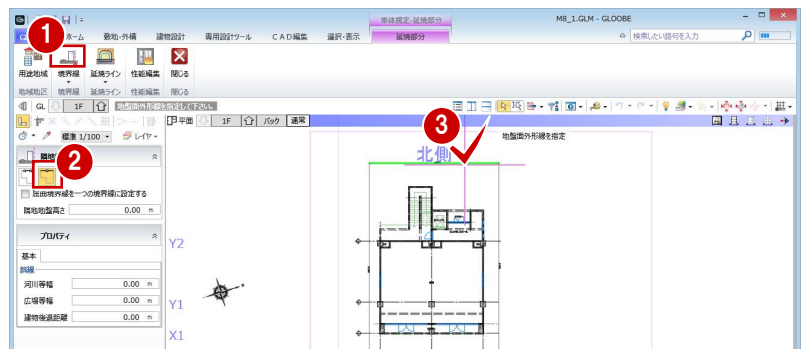 単体規定-延焼部分
M8_1.GLM - GLOOBE
ホーム 敷地・外構 建物設計 専用設計ツール CAD編集 選択・表示 延焼部分
検索したい語句を入力
1
用途地域 境界線 延焼ライン 性能編集 閉じる
地域地区 境界線 延焼ライン 性能編集 閉じる
GL 1F 地盤面外形線を指定して下さい。
平面 1F バック 通常
標準 1/100 レイヤ
3
地盤面外形線を指定
北側
隣地
2
屈曲境界線を一つの境界線に設定する
隣地地盤高さ 0.00 m
プロパティ
基本
斜線
河川等幅 0.00 m
広場等幅 0.00 m
建物後退距離 0.00 m
Y2
Y1
X1